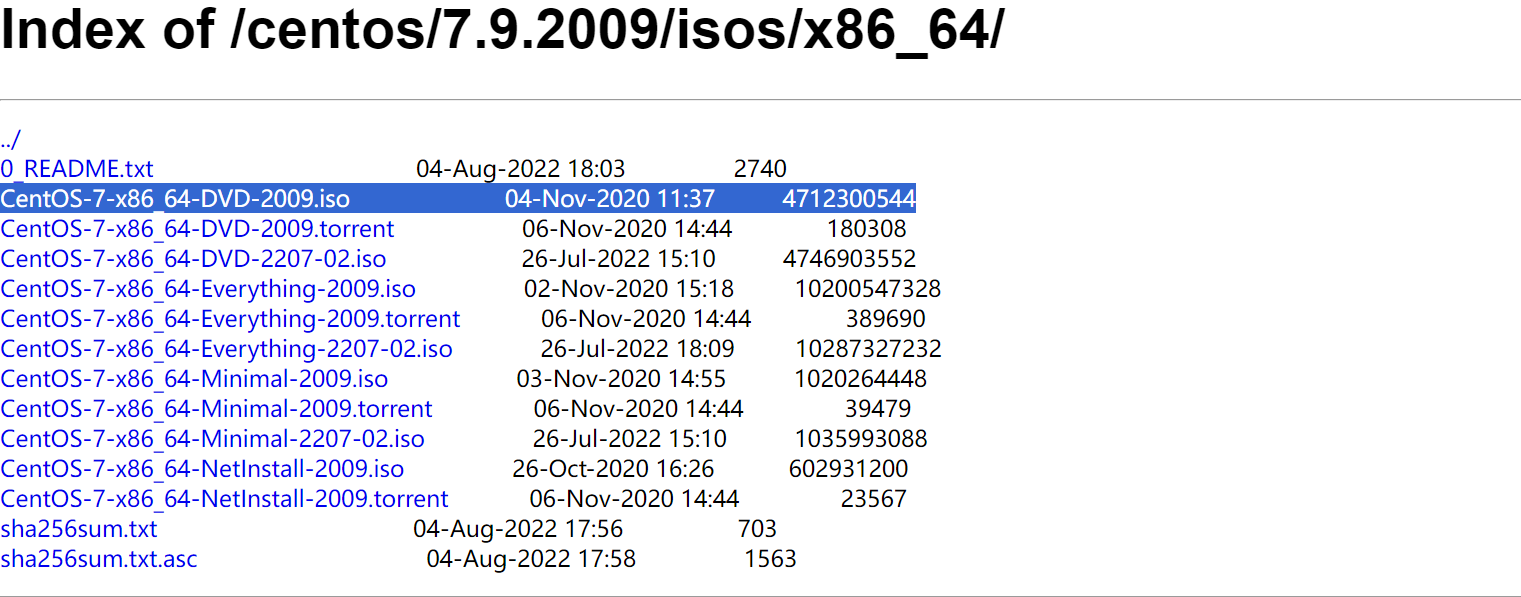 Index of /centos/7.9.2009/isos/x86_64/
../
0_README.txt 04-Aug-2022 18:03 2740
CentOS-7-x86_64-DVD-2009.iso 04-Nov-2020 11:37 4712300544
CentOS-7-x86_64-DVD-2009.torrent 06-Nov-2020 14:44 180308
CentOS-7-x86_64-DVD-2207-02.iso 26-Jul-2022 15:10 4746903552
CentOS-7-x86_64-Everything-2009.iso 02-Nov-2020 15:18 10200547328
CentOS-7-x86_64-Everything-2009.torrent 06-Nov-2020 14:44 389690
CentOS-7-x86_64-Everything-2207-02.iso 26-Jul-2022 18:09 10287327232
CentOS-7-x86_64-Minimal-2009.iso 03-Nov-2020 14:55 1020264448
CentOS-7-x86_64-Minimal-2009.torrent 06-Nov-2020 14:44 39479
CentOS-7-x86_64-Minimal-2207-02.iso 26-Jul-2022 15:10 1035993088
CentOS-7-x86_64-NetInstall-2009.iso 26-Oct-2020 16:26 602931200
CentOS-7-x86_64-NetInstall-2009.torrent 06-Nov-2020 14:44 23567
sha256sum.txt 04-Aug-2022 17:56 703
sha256sum.txt.asc 04-Aug-2022 17:58 1563